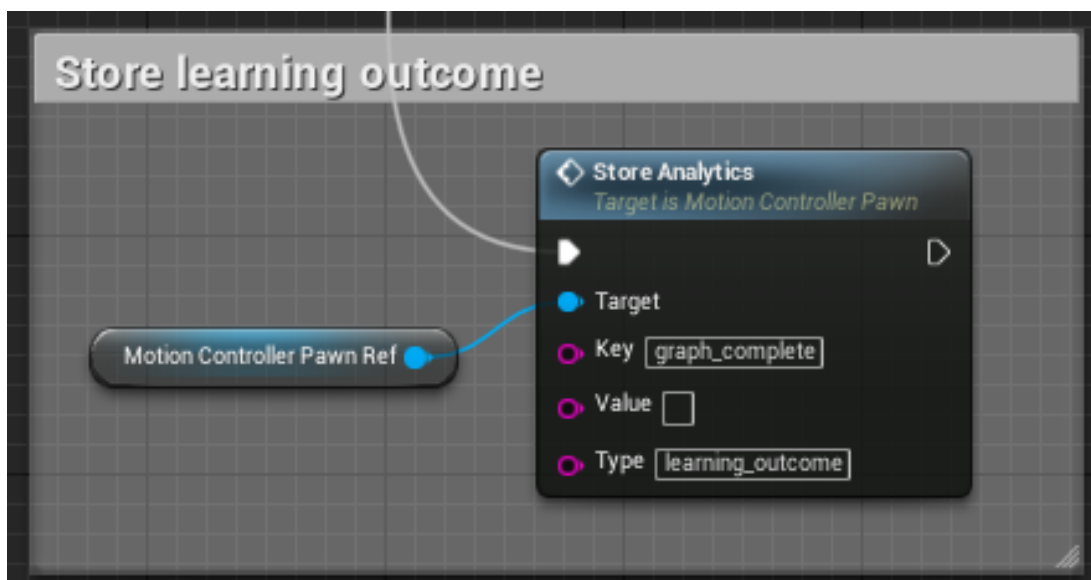 Store learning outcome
Store Analytics
Target is Motion Controller Pawn
Target
Motion Controller Pawn Ref
Key graph_complete
Value
Type learning_outcome